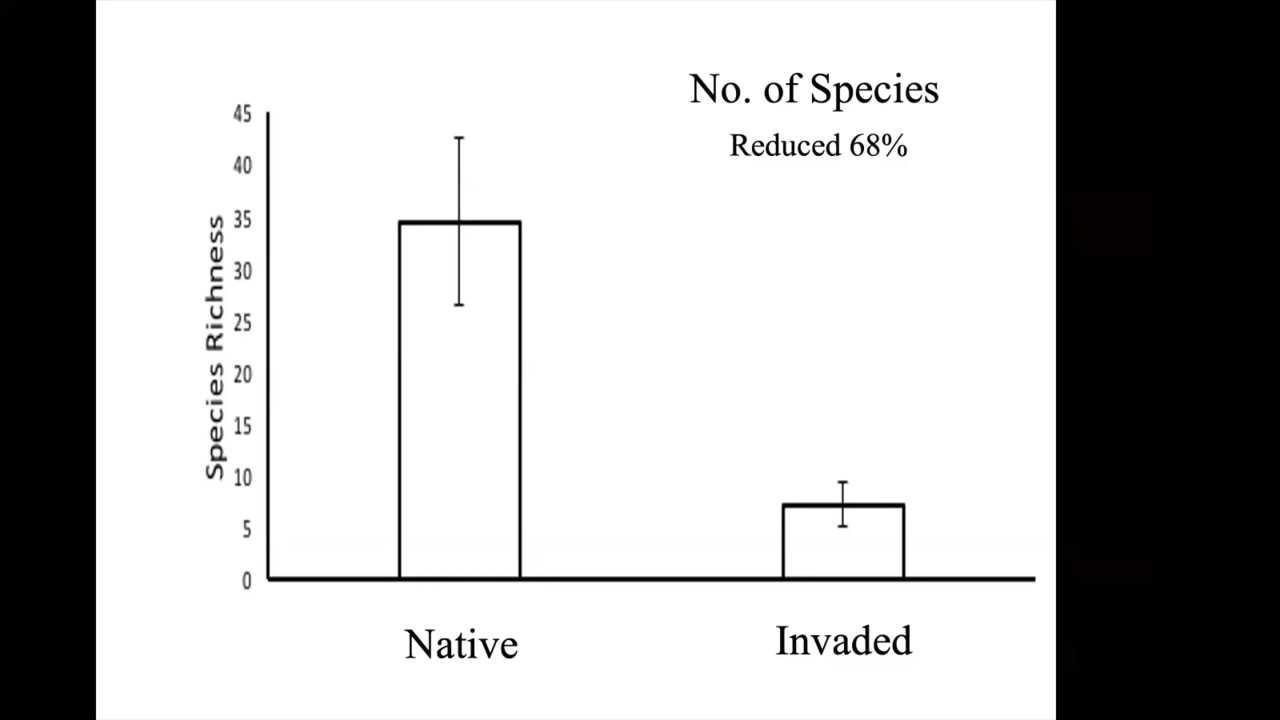 No. of Species
Reduced 68%
45
40
35
30
25
20
15
10
5
0
Species Richness
Native
Invaded